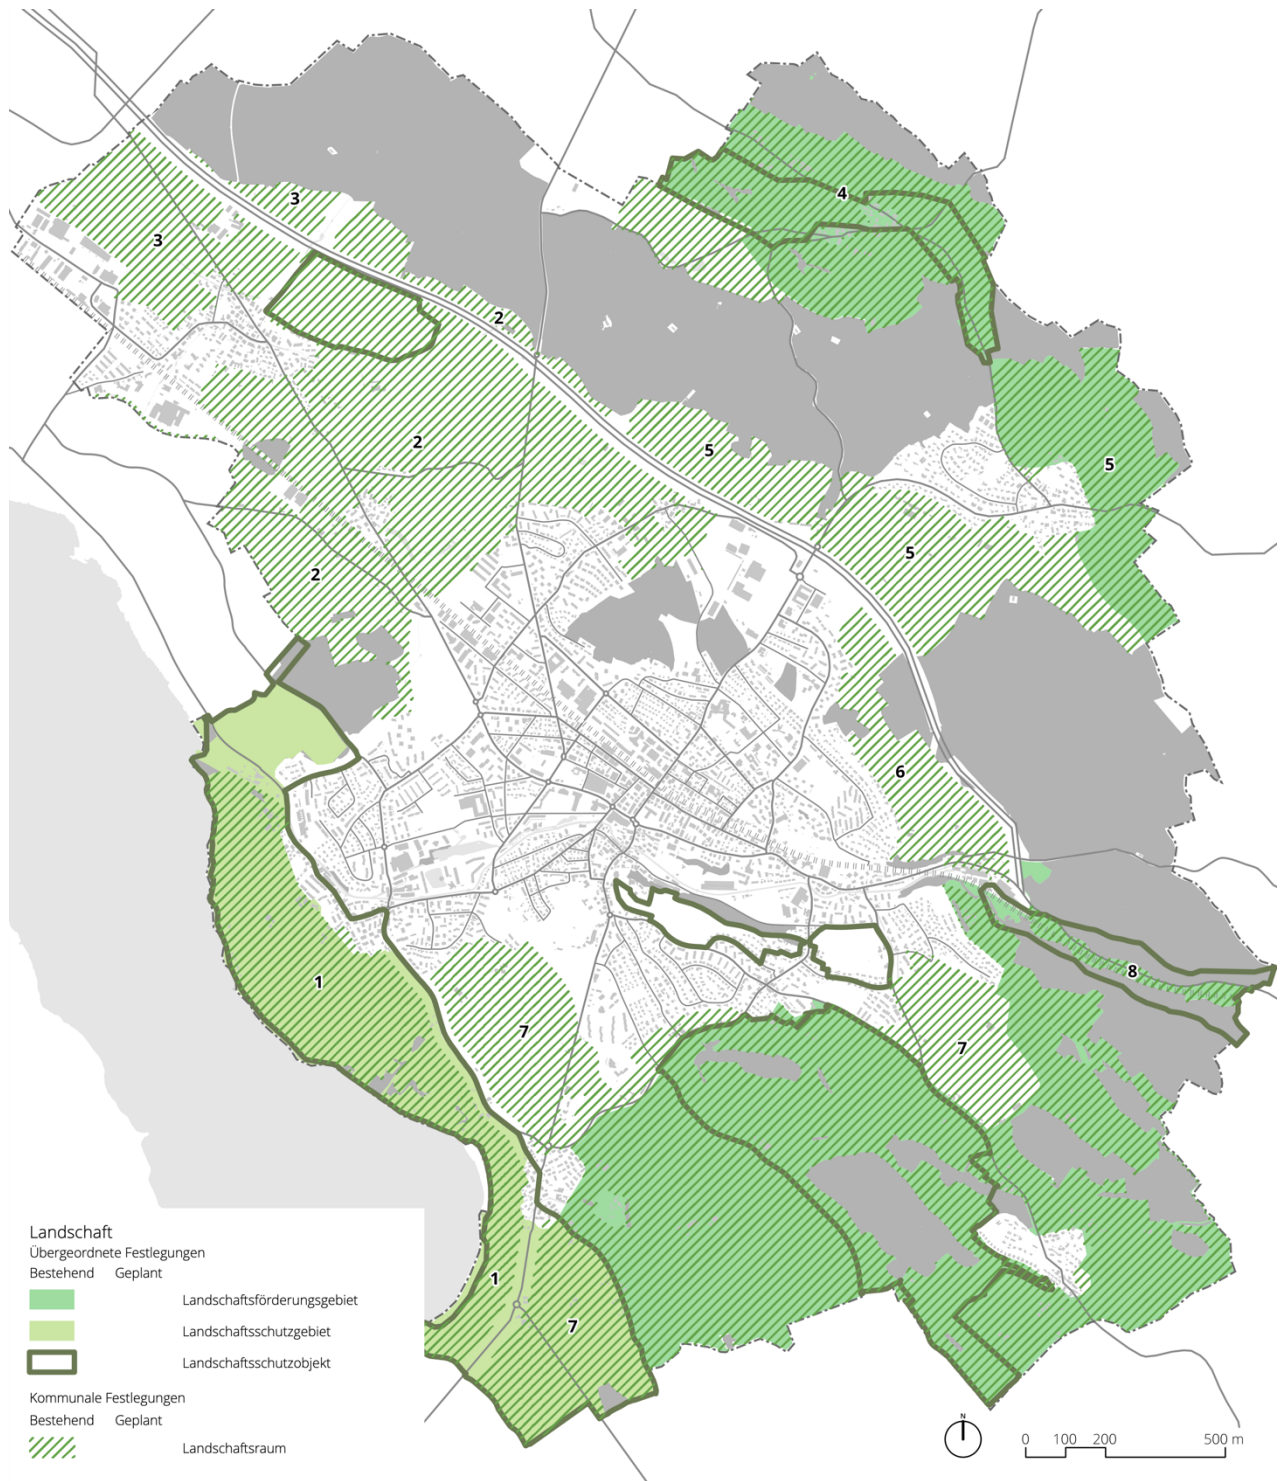 4
3
3
2
2
5
5
5
2
6
8
1
7
7
1
7
Landschaft
Übergeordnete Festlegungen
Bestehend Geplant
Landschaftsförderungsgebiet
Landschaftsschutzgebiet
Landschaftsschutzobjekt
Kommunale Festlegungen
Bestehend Geplant
Landschaftsraum
N
0 100 200 500 m